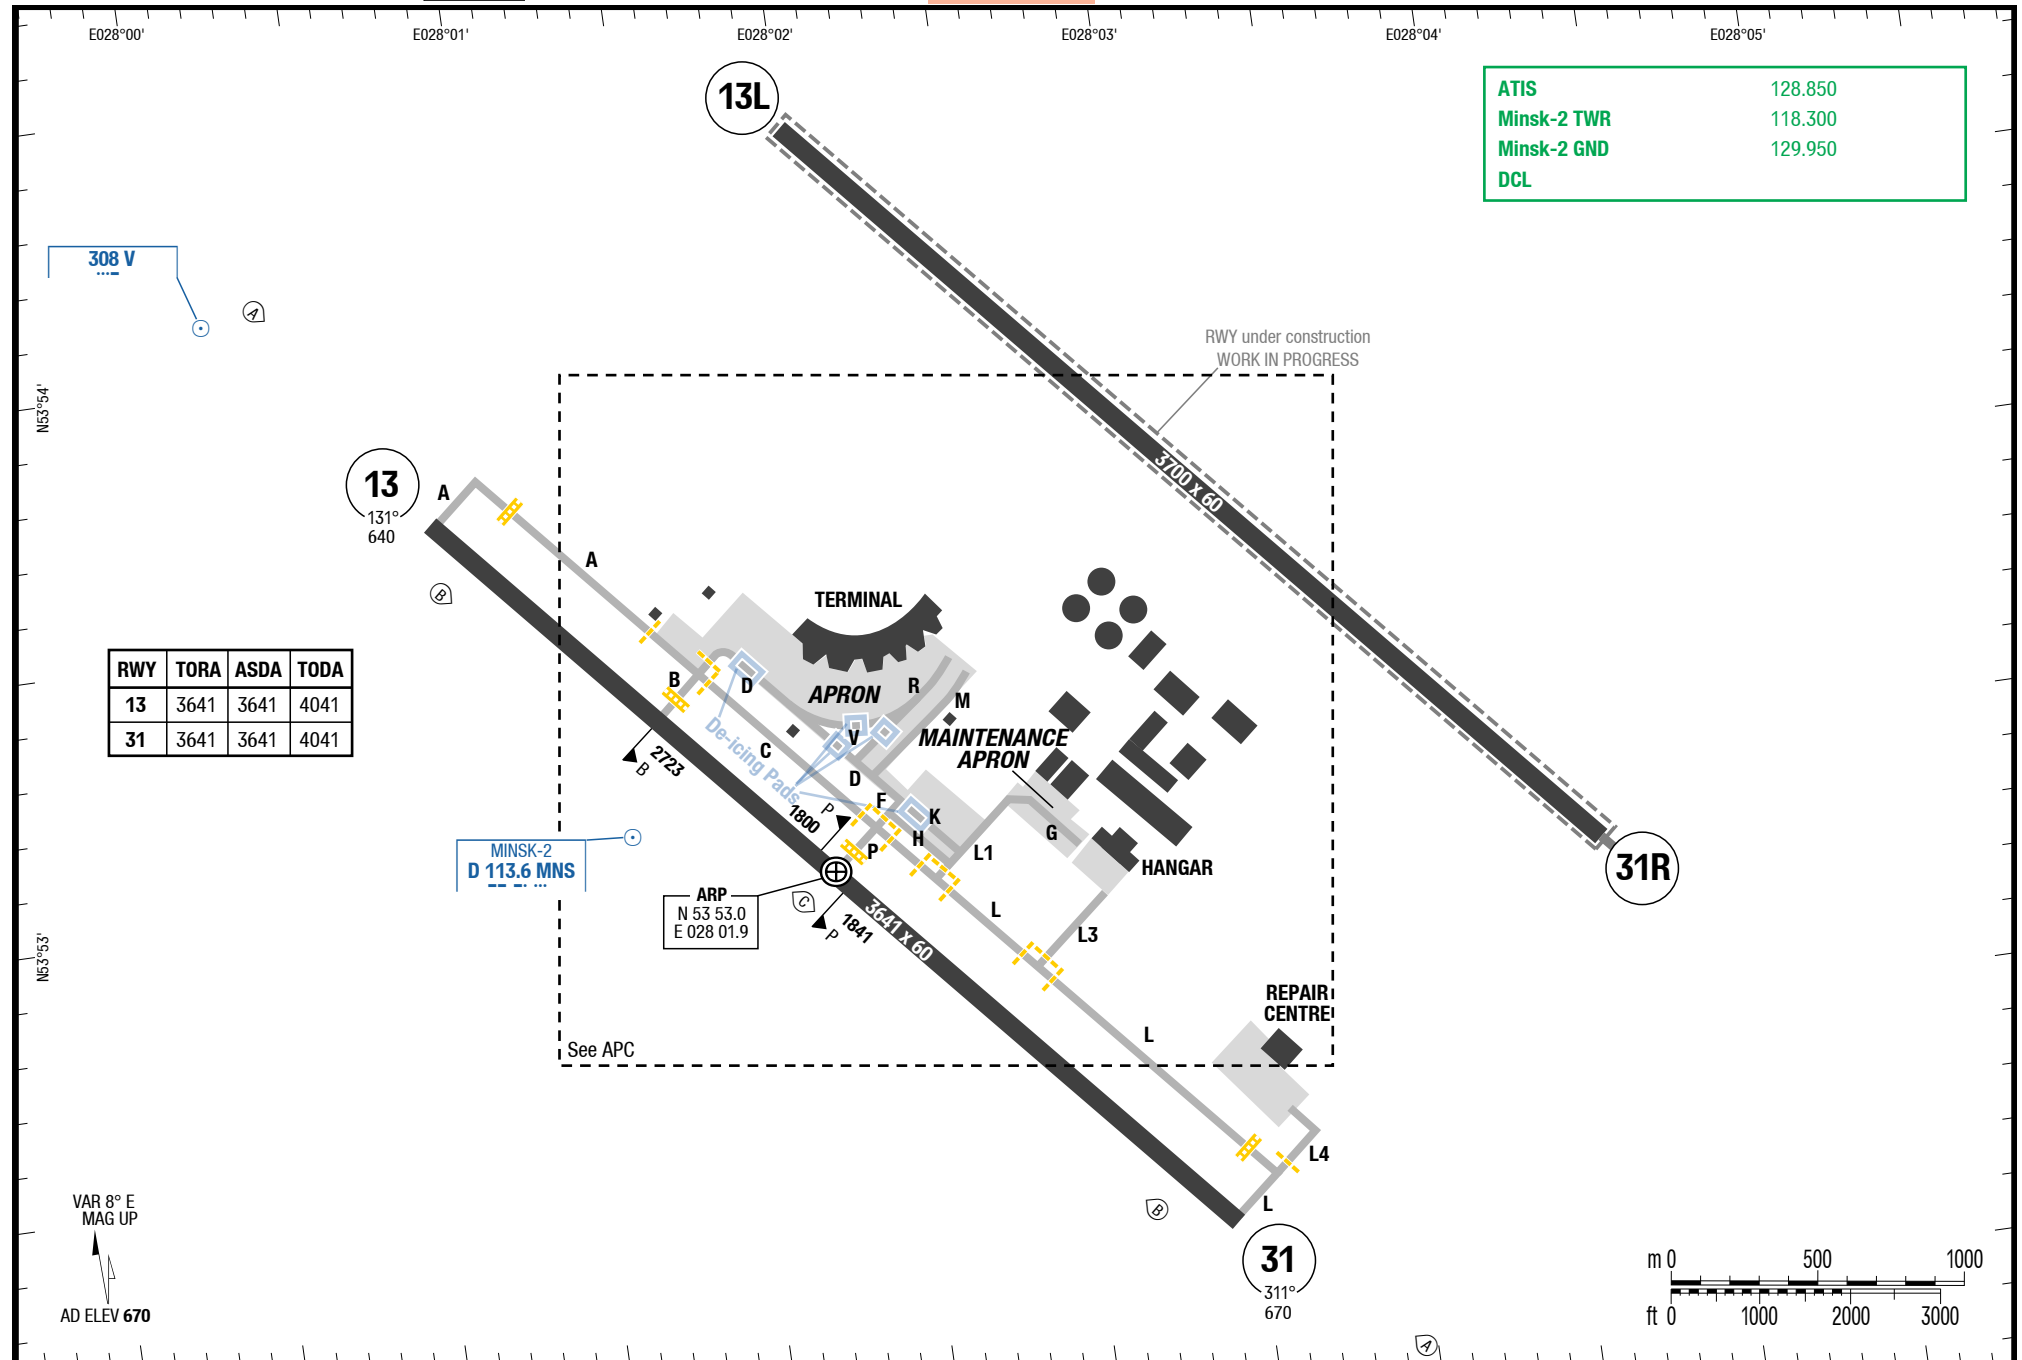 E028°00'
E028°01'
E028°02'
E028°03'
E028°04'
E028°05'
13L
ATIS 128.850
Minsk-2 TWR 118.300
Minsk-2 GND 129.950
DCL
308 V
A
RWY under construction
WORK IN PROGRESS
N53°54'
13
131°
640
A
A
3700 x 60
B
TERMINAL
RWY TORA ASDA TODA
13 3641 3641 4041
31 3641 3641 4041
B
D
APRON
R
M
De-icing Pads
V
C
MAINTENANCE
APRON
B
2723
D
F
P
1800
K
G
H
P
L1
HANGAR
31R
MINSK-2
D 113.6 MNS
ARP
N 53 53.0
E 028 01.9
C
P
1841
3641 x 60
L
L3
N53°53'
REPAIR
CENTRE
L
See APC
L4
L
B
VAR 8° E
MAG UP
AD ELEV 670
31
311°
670
m 0 500 1000
ft 0 1000 2000 3000
A